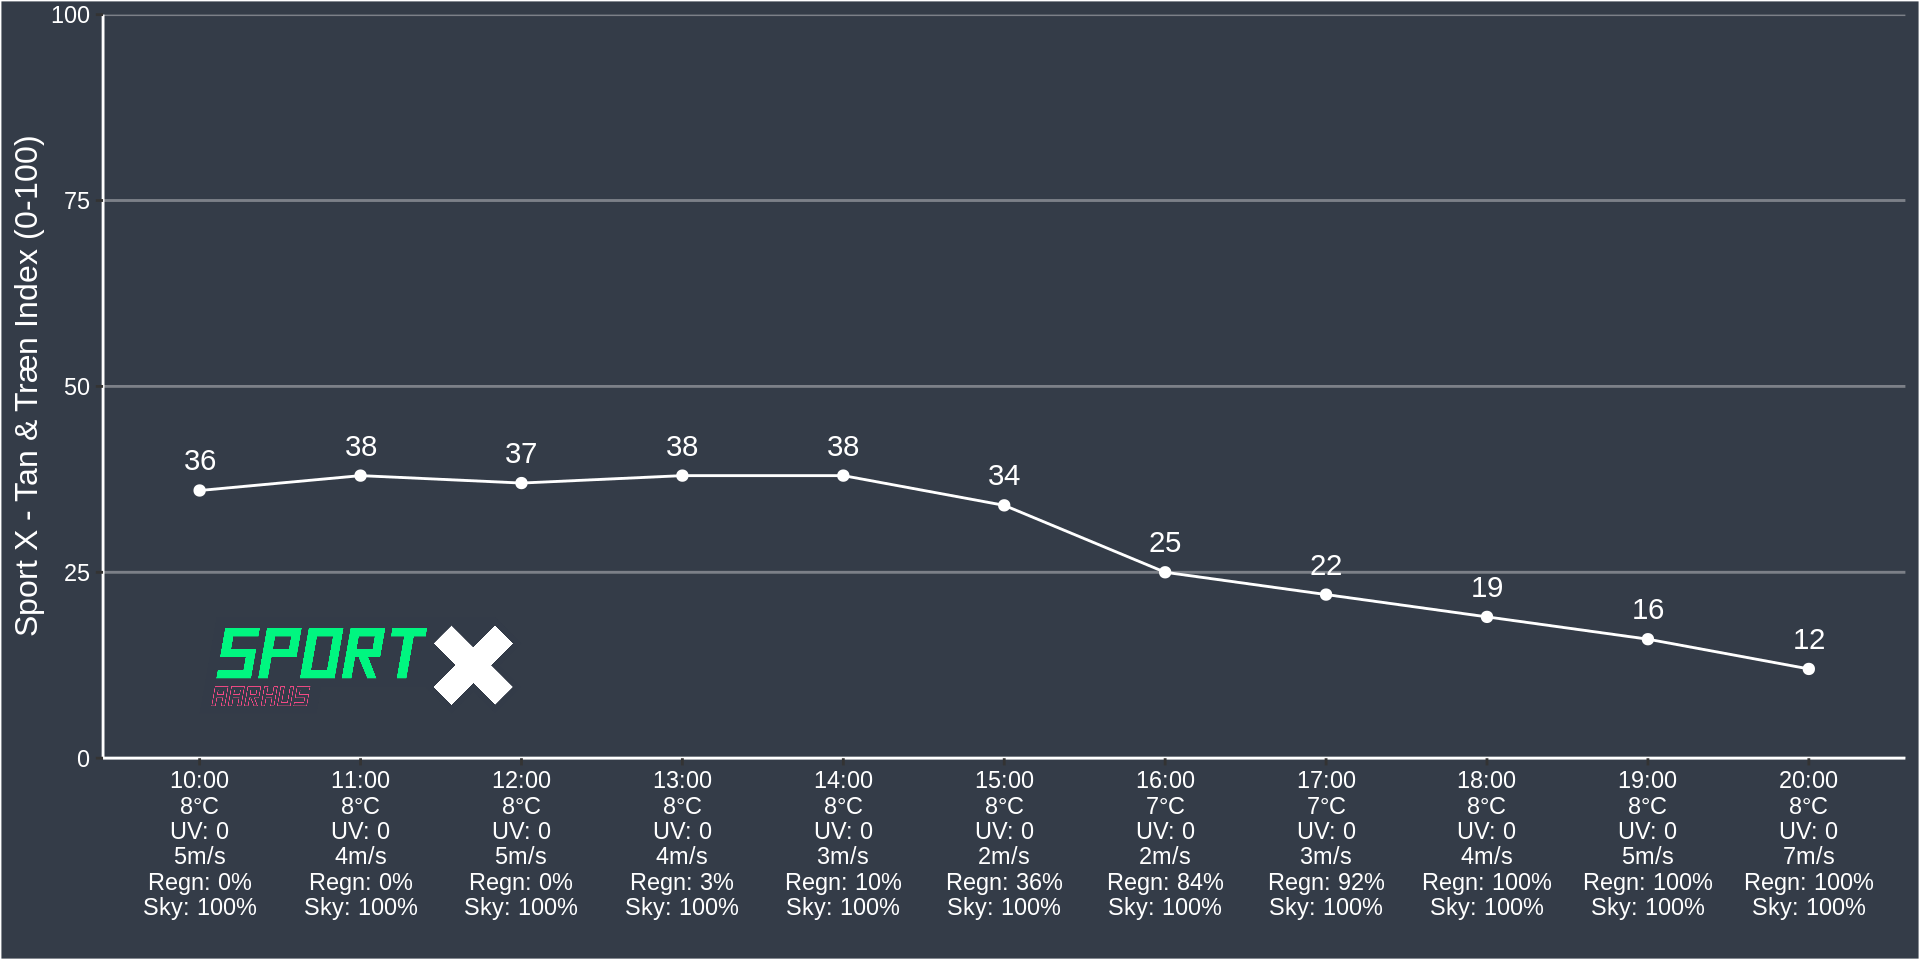 Sport X - Tan & Træn Index (0-100)
100
75
50
25
0
36
38
37
38
38
34
25
22
19
16
12
SPORT X
AARHUS
10:00 11:00 12:00 13:00 14:00 15:00 16:00 17:00 18:00 19:00 20:00
8°C 8°C 8°C 8°C 8°C 8°C 7°C 7°C 8°C 8°C 8°C
UV: 0 UV: 0 UV: 0 UV: 0 UV: 0 UV: 0 UV: 0 UV: 0 UV: 0 UV: 0 UV: 0
5m/s 4m/s 5m/s 4m/s 3m/s 2m/s 2m/s 3m/s 4m/s 5m/s 7m/s
Regn: 0% Regn: 0% Regn: 0% Regn: 3% Regn: 10% Regn: 36% Regn: 84% Regn: 92% Regn: 100% Regn: 100% Regn: 100%
Sky: 100% Sky: 100% Sky: 100% Sky: 100% Sky: 100% Sky: 100% Sky: 100% Sky: 100% Sky: 100% Sky: 100% Sky: 100%